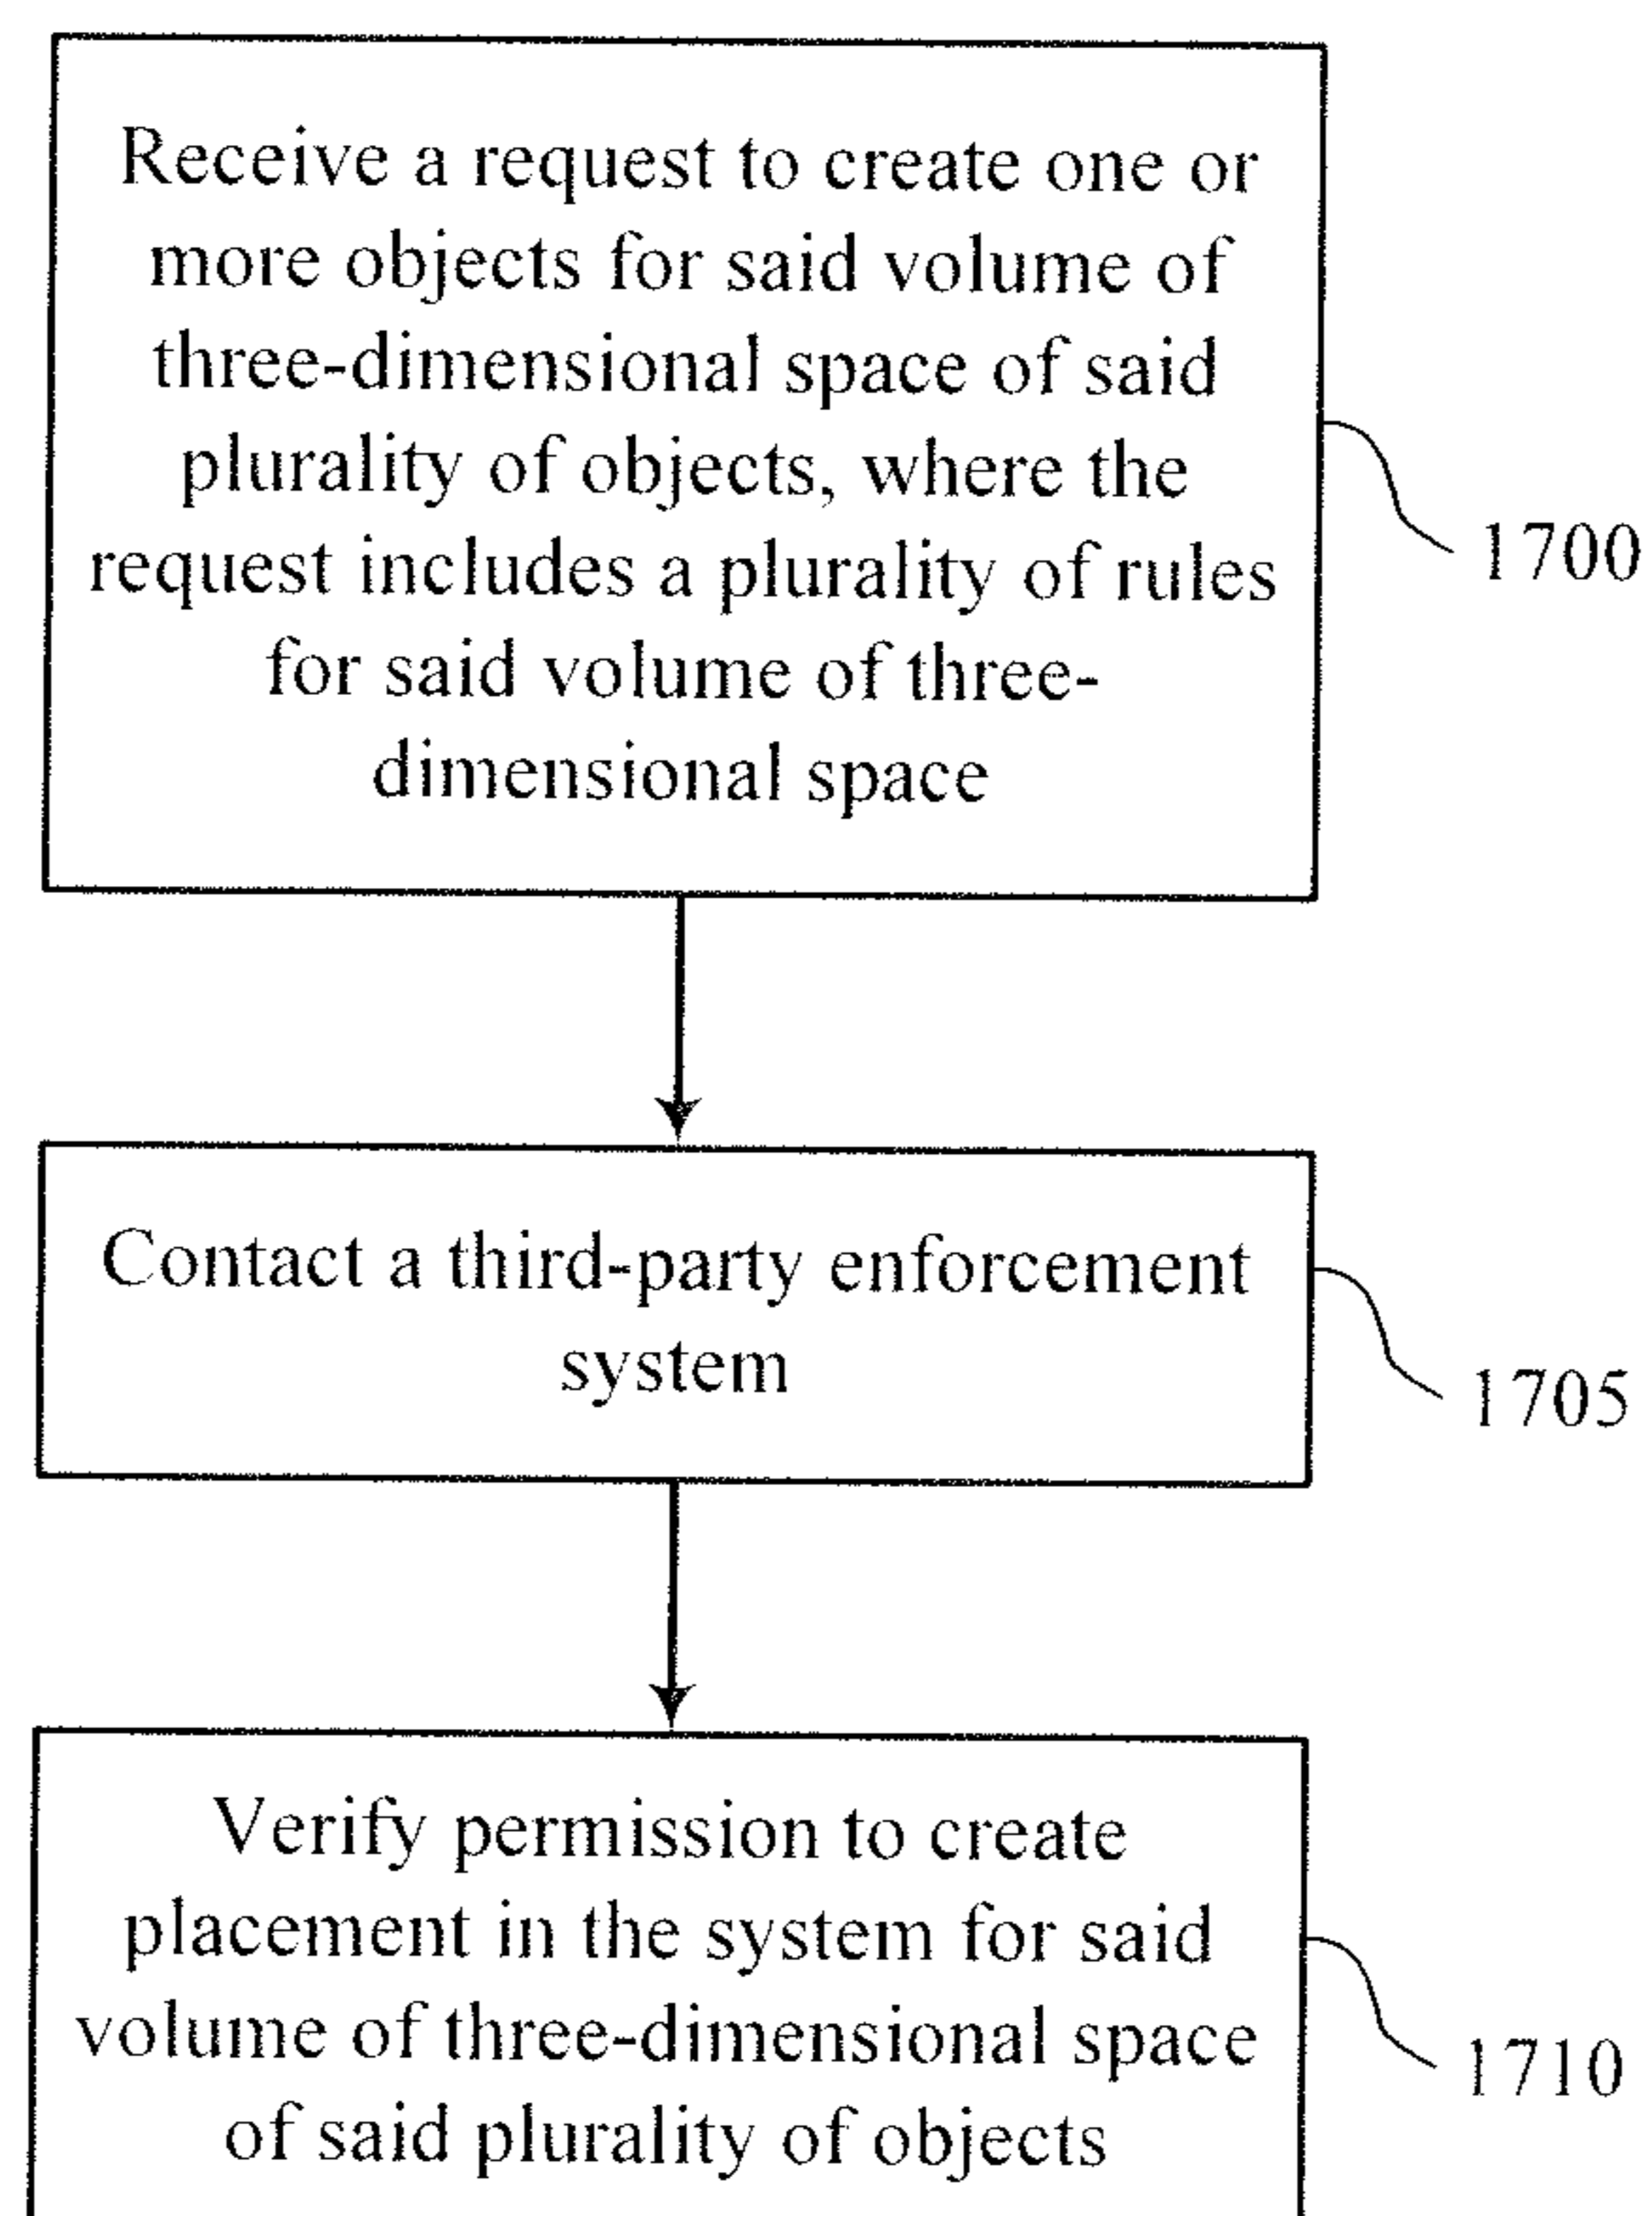 Receive a request to create one or
more objects for said volume of
three-dimensional space of said
plurality of objects, where the
request includes a plurality of rules
for said volume of three-
dimensional space
1700
Contact a third-party enforcement
system
1705
Verify permission to create
placement in the system for said
volume of three-dimensional space
of said plurality of objects
1710